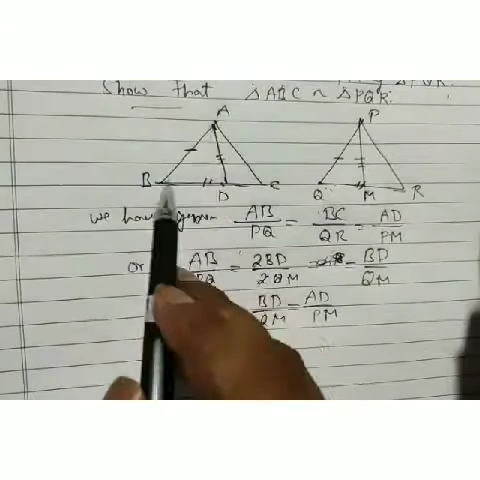 Show that △ABC ~ △PQR.
A P
B D C Q M R
we have given AB/PQ = BC/QR = AD/PM
or AB/PQ = 2BD/2QM = BD/QM
BD/QM = AD/PM